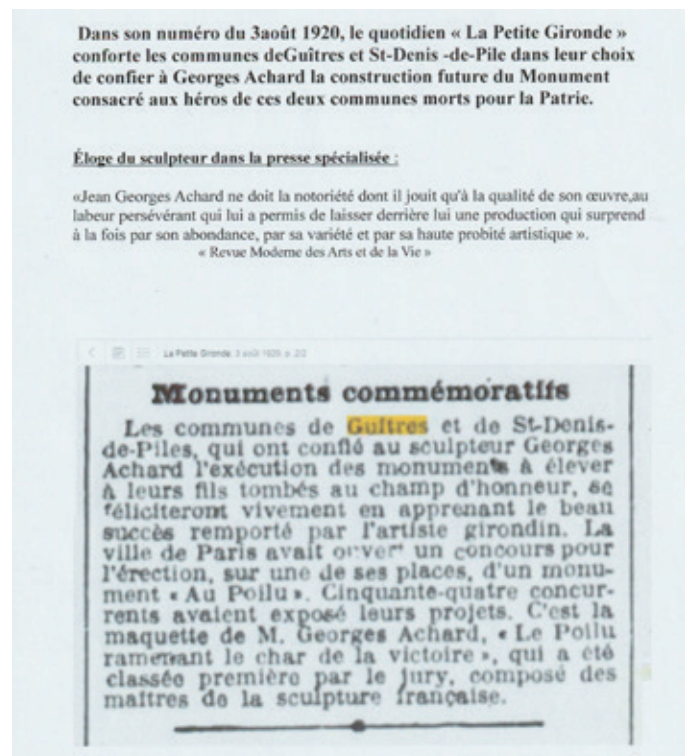 Dans son numéro du 3août 1920, le quotidien « La Petite Gironde »
conforte les communes deGuîtres et St-Denis -de-Pile dans leur choix
de confier à Georges Achard la construction future du Monument
consacré aux héros de ces deux communes morts pour la Patrie.
Éloge du sculpteur dans la presse spécialisée :
«Jean Georges Achard ne doit la notoriété dont il jouit qu'à la qualité de son œuvre,au
labeur persévérant qui lui a permis de laisser derrière lui une production qui surprend
à la fois par son abondance, par sa variété et par sa haute probité artistique ».
« Revue Moderne des Arts et de la Vie »
La Petite Gironde, 3 août 1920, p. 2/2
Monuments commémoratifs
Les communes de Guîtres et de St-Denis-
de-Piles, qui ont confié au sculpteur Georges
Achard l'exécution des monuments à élever
à leurs fils tombés au champ d'honneur, se
féliciteront vivement en apprenant le beau
succès remporté par l'artiste girondin. La
ville de Paris avait ouvert un concours pour
l'érection, sur une de ses places, d'un monu-
ment « Au Poilu ». Cinquante-quatre concur-
rents avaient exposé leurs projets. C'est la
maquette de M. Georges Achard, « Le Poilu
ramenant le char de la victoire », qui a été
classée première par le jury, composé des
maîtres de la sculpture française.